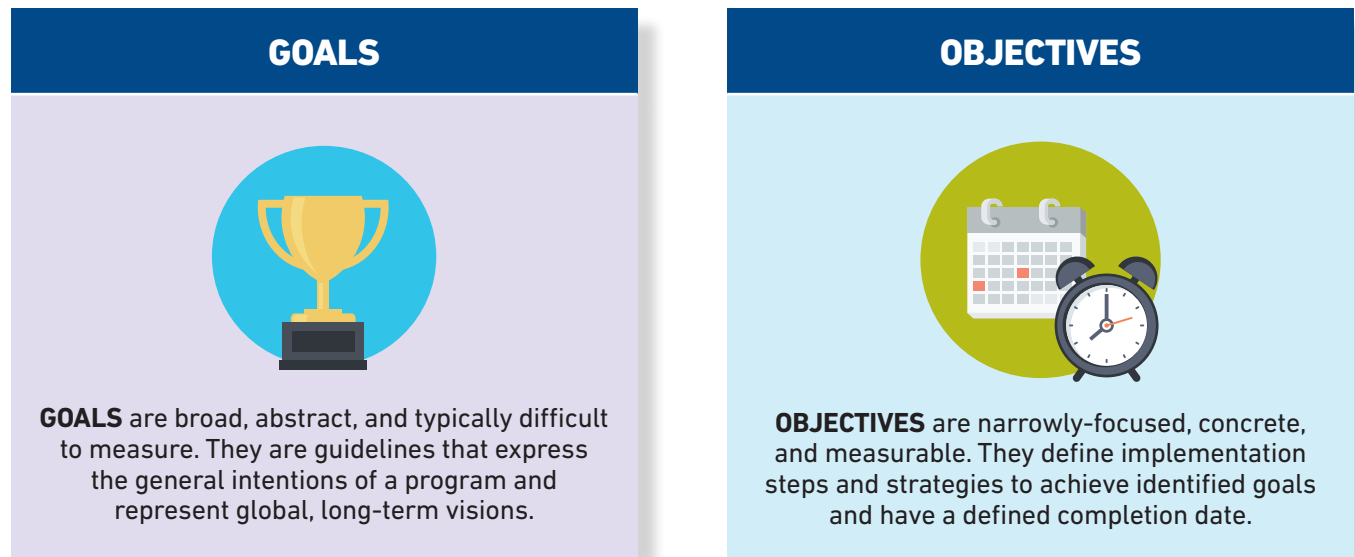 GOALS
GOALS are broad, abstract, and typically difficult
to measure. They are guidelines that express
the general intentions of a program and
represent global, long-term visions.
OBJECTIVES
OBJECTIVES are narrowly-focused, concrete,
and measurable. They define implementation
steps and strategies to achieve identified goals
and have a defined completion date.